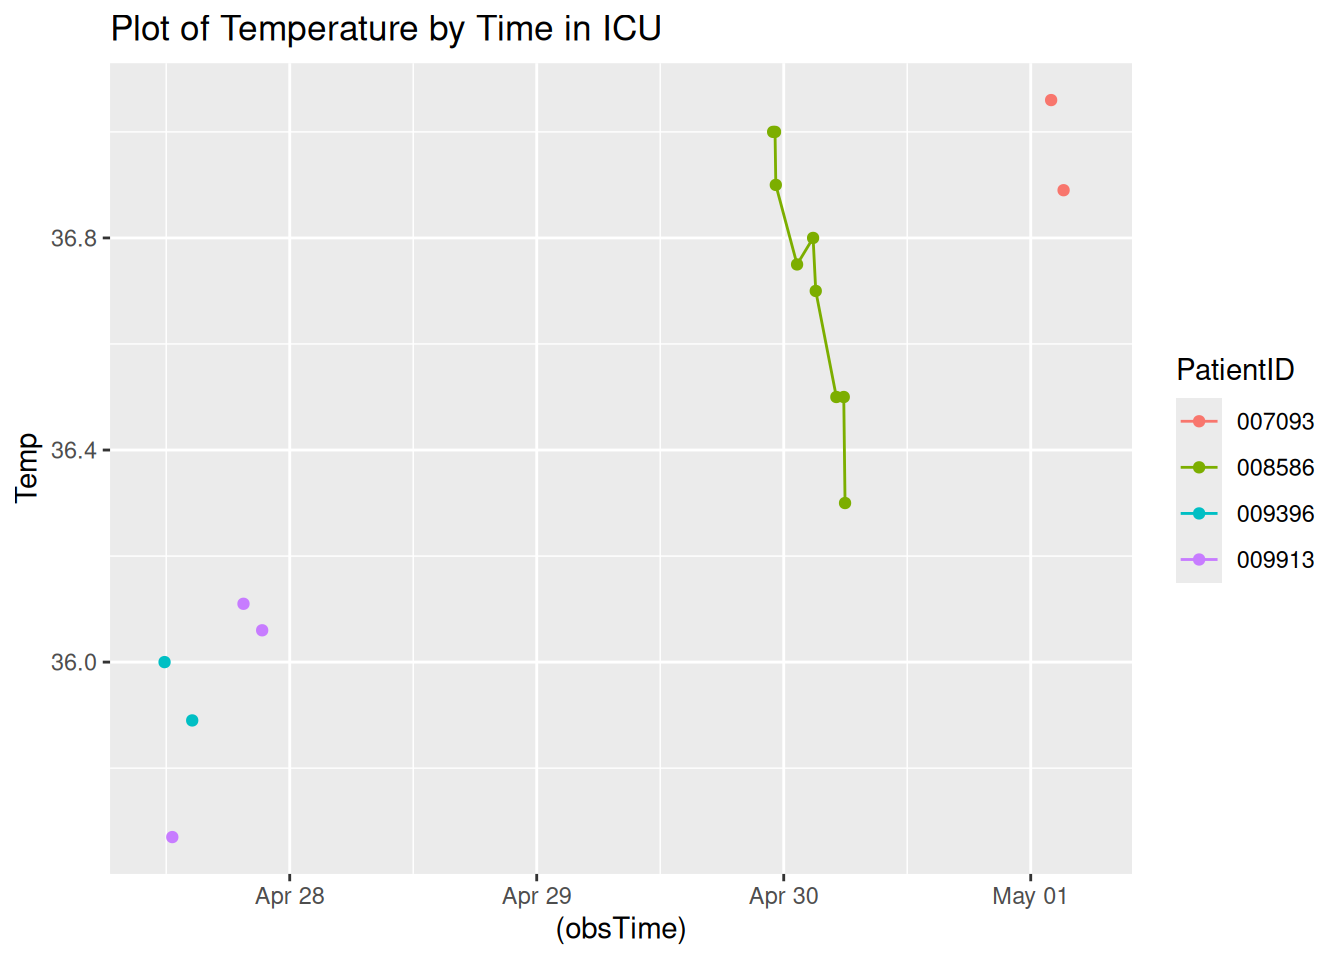 Plot of Temperature by Time in ICU
36.8
36.4
36.0
Temp
Apr 28
Apr 29
Apr 30
May 01
(obsTime)
PatientID
007093
008586
009396
009913